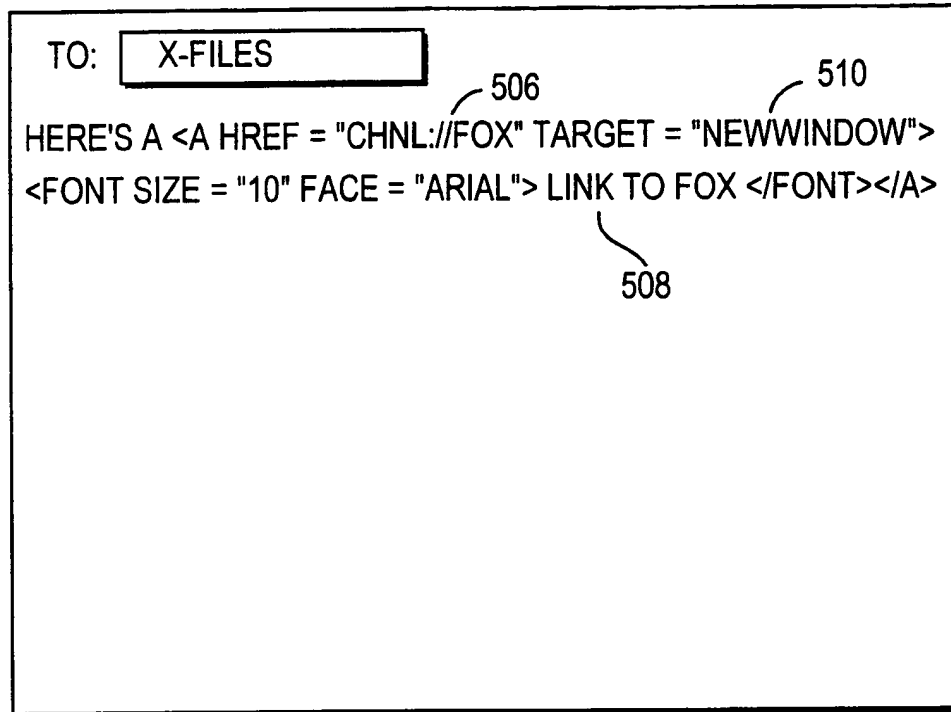 TO: X-FILES
506
510
HERE'S A <A HREF = "CHNL://FOX" TARGET = "NEWWINDOW">
<FONT SIZE = "10" FACE = "ARIAL"> LINK TO FOX </FONT></A>
508